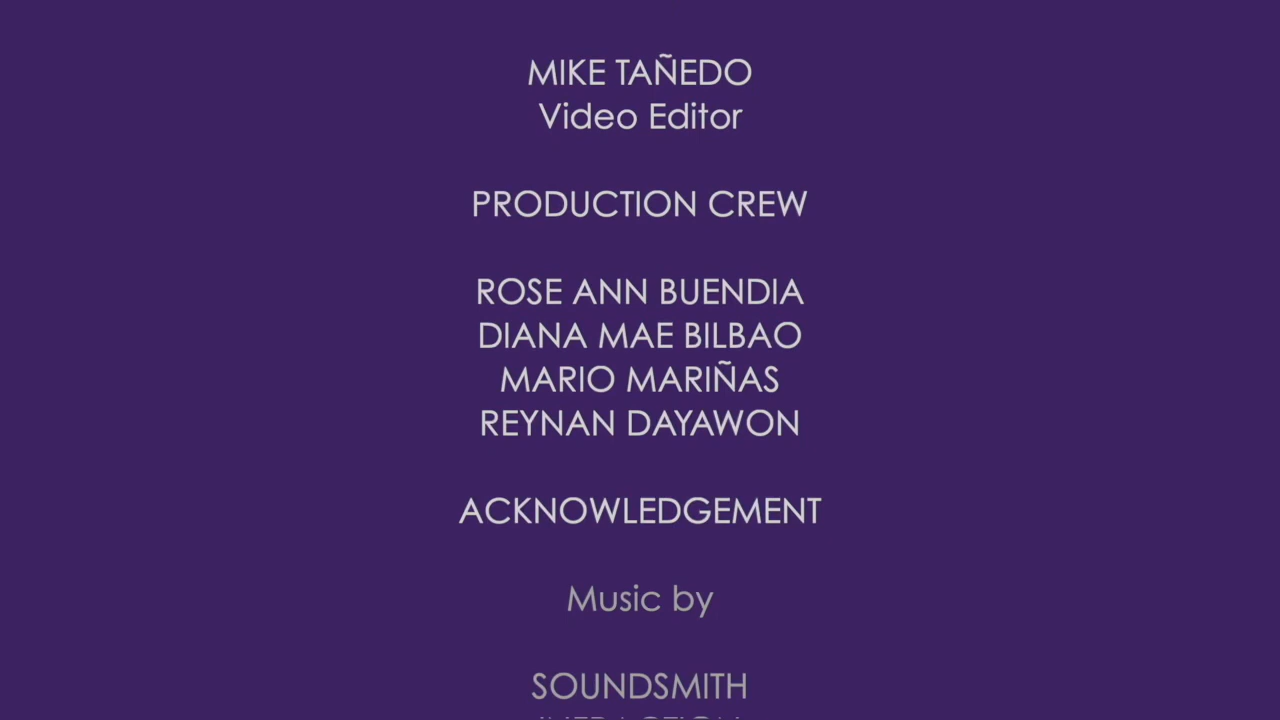 MIKE TAÑEDO
Video Editor
PRODUCTION CREW
ROSE ANN BUENDIA
DIANA MAE BILBAO
MARIO MARIÑAS
REYNAN DAYAWON
ACKNOWLEDGEMENT
Music by
SOUNDSMITH